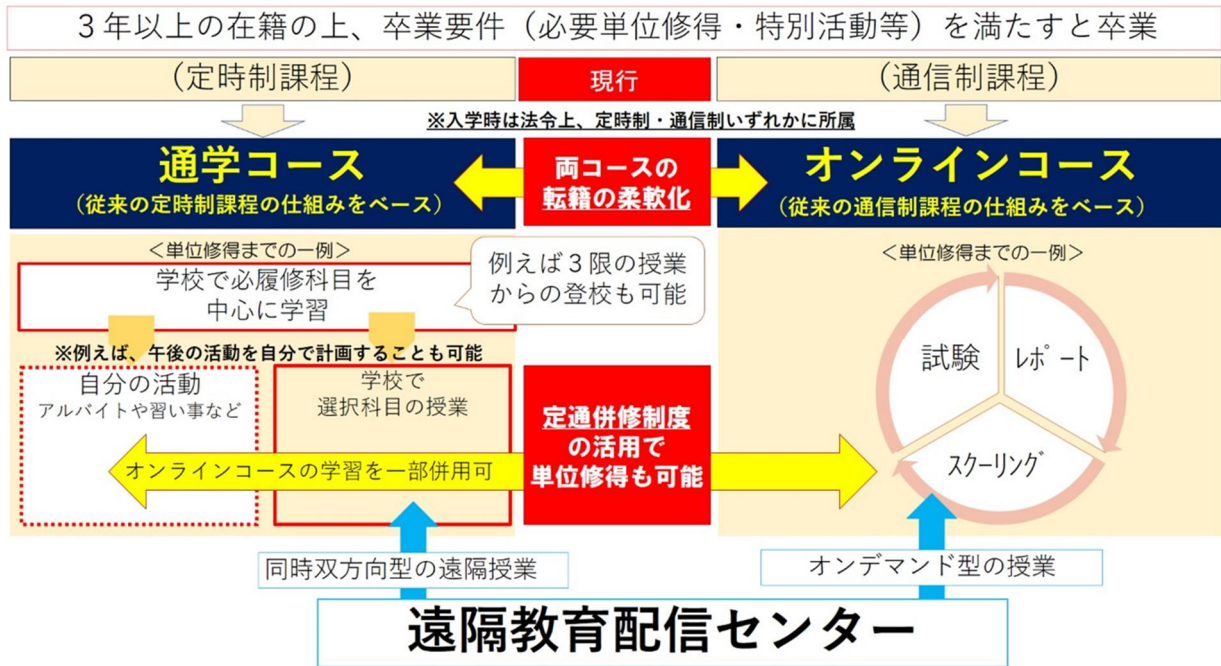 ３年以上の在籍の上、卒業要件（必要単位修得・特別活動等）を満たすと卒業
（定時制課程）
現行
（通信制課程）
※入学時は法令上、定時制・通信制いずれかに所属
通学コース
（従来の定時制課程の仕組みをベース）
両コースの
転籍の柔軟化
オンラインコース
（従来の通信制課程の仕組みをベース）
＜単位修得までの一例＞
学校で必履修科目を
中心に学習
例えば３限の授業
からの登校も可能
※例えば、午後の活動を自分で計画することも可能
自分の活動
アルバイトや習い事など
学校で
選択科目の授業
オンラインコースの学習を一部併用可
定通併修制度
の活用で
単位修得も可能
＜単位修得までの一例＞
試験
ﾚﾎﾟｰﾄ
ｽｸｰﾘﾝｸﾞ
同時双方向型の遠隔授業
オンデマンド型の授業
遠隔教育配信センター